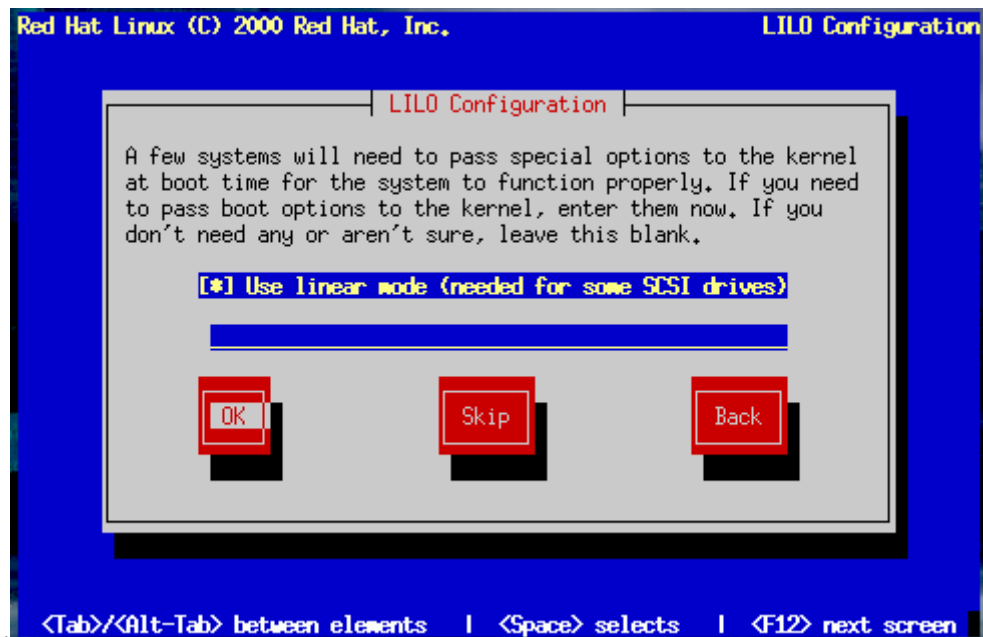 Red Hat Linux (C) 2000 Red Hat, Inc. LILO Configuration
LILO Configuration
A few systems will need to pass special options to the kernel
at boot time for the system to function properly. If you need
to pass boot options to the kernel, enter them now. If you
don't need any or aren't sure, leave this blank.
[*] Use linear mode (needed for some SCSI drives)
OK Skip Back
<Tab>/<Alt-Tab> between elements | <Space> selects | <F12> next screen